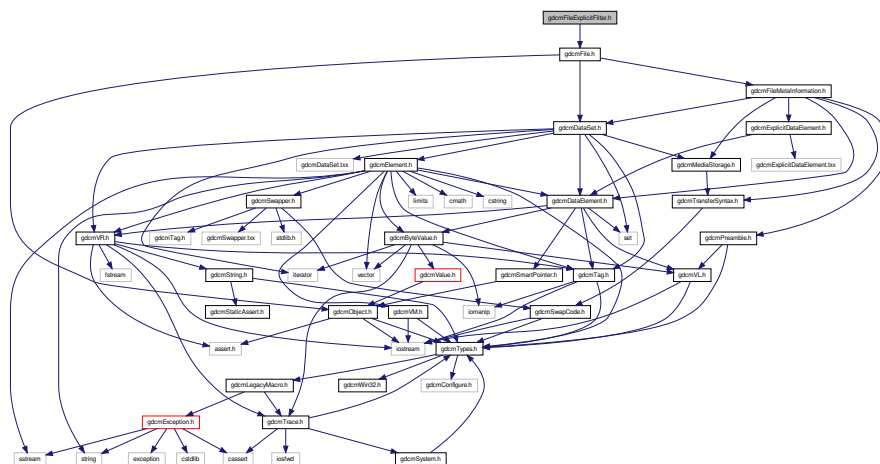 gdcmFileExplicitFilter.h
gdcmFile.h
gdcmFileMetaInformation.h
gdcmDataSet.h
gdcmExplicitDataElement.h
gdcmDataSet.txx
gdcmElement.h
gdcmMediaStorage.h
gdcmExplicitDataElement.txx
gdcmSwapper.h
limits
cmath
cstring
gdcmDataElement.h
gdcmTransferSyntax.h
gdcmVR.h
gdcmTag.h
gdcmSwapper.txx
stdlib.h
gdcmByteValue.h
set
gdcmPreamble.h
fstream
gdcmString.h
iterator
vector
gdcmValue.h
gdcmSmartPointer.h
gdcmTag.h
gdcmVL.h
gdcmStaticAssert.h
gdcmObject.h
gdcmVM.h
iomanip
gdcmSwapCode.h
assert.h
iostream
gdcmTypes.h
gdcmLegacyMacro.h
gdcmWin32.h
gdcmConfigure.h
gdcmException.h
gdcmTrace.h
sstream
string
exception
cstdlib
cassert
iosfwd
gdcmSystem.h